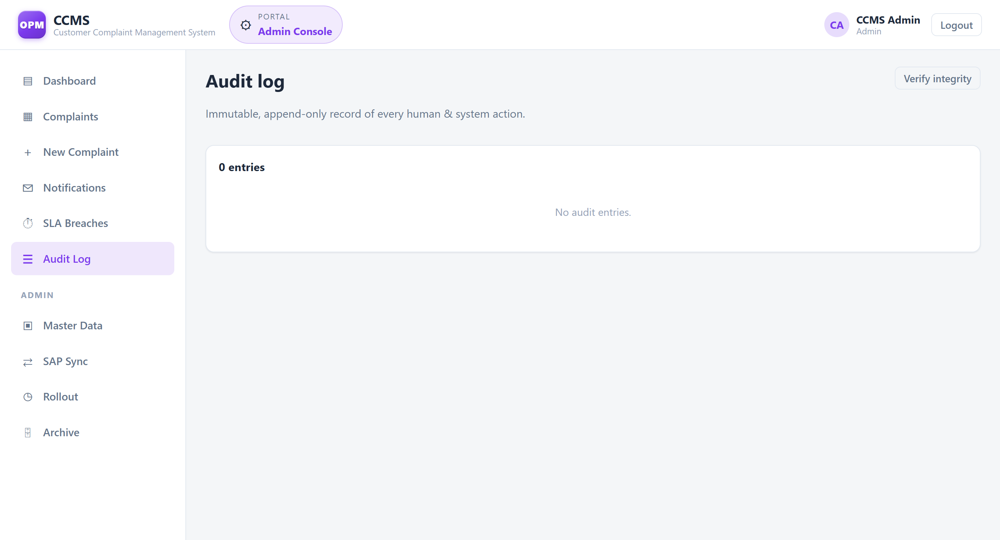 OPM
CCMS
Customer Complaint Management System
PORTAL
Admin Console
CA
CCMS Admin
Admin
Logout
Dashboard
Complaints
New Complaint
Notifications
SLA Breaches
Audit Log
ADMIN
Master Data
SAP Sync
Rollout
Archive
Audit log
Verify integrity
Immutable, append-only record of every human & system action.
0 entries
No audit entries.